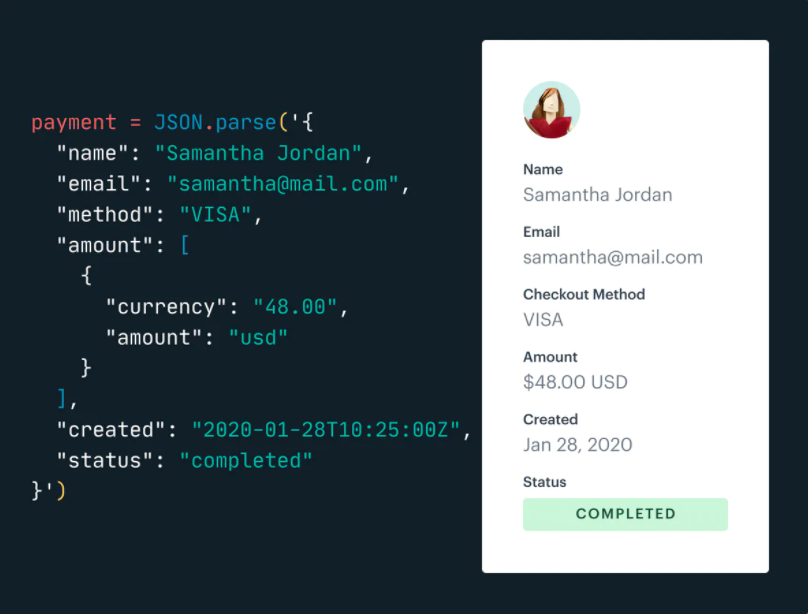 payment = JSON.parse('{
"name": "Samantha Jordan",
"email": "samantha@mail.com",
"method": "VISA",
"amount": [
{
"currency": "48.00",
"amount": "usd"
}
],
"created": "2020-01-28T10:25:00Z",
"status": "completed"
}')
Name
Samantha Jordan
Email
samantha@mail.com
Checkout Method
VISA
Amount
$48.00 USD
Created
Jan 28, 2020
Status
COMPLETED